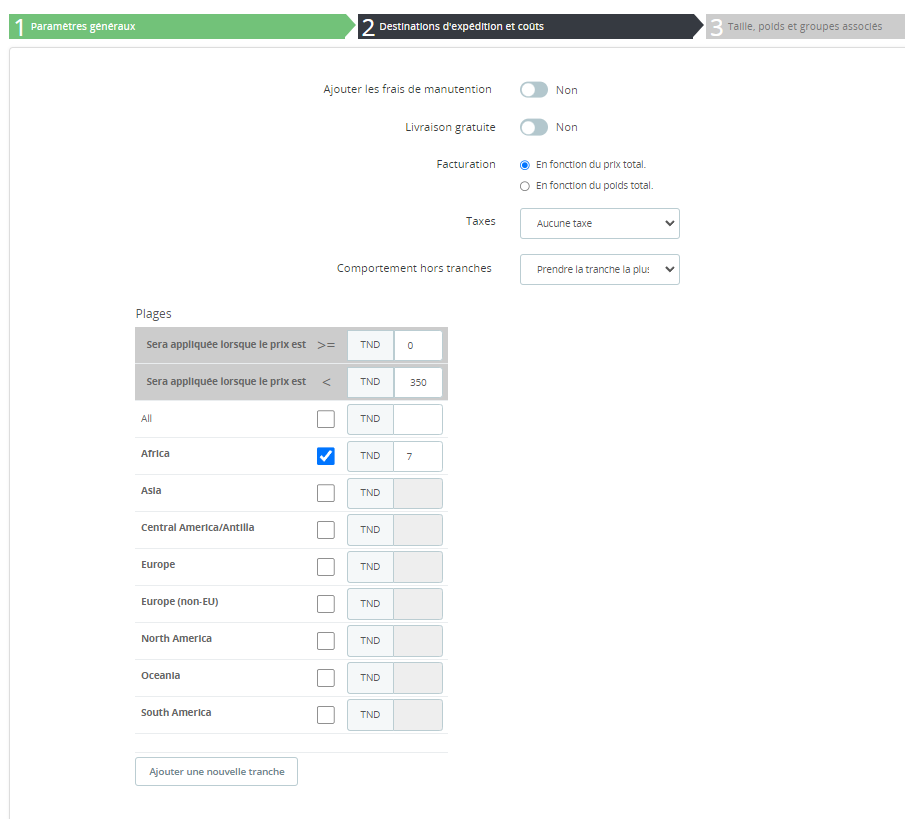 1 Paramètres généraux
2 Destinations d'expédition et coûts
3 Taille, poids et groupes associés
Ajouter les frais de manutention Non
Livraison gratuite Non
Facturation En fonction du prix total.
En fonction du poids total.
Taxes Aucune taxe
Comportement hors tranches Prendre la tranche la plus
Plages
Sera appliquée lorsque le prix est >= TND 0
Sera appliquée lorsque le prix est < TND 350
All TND
Africa TND 7
Asia TND
Central America/Antilla TND
Europe TND
Europe (non-EU) TND
North America TND
Oceania TND
South America TND
Ajouter une nouvelle tranche